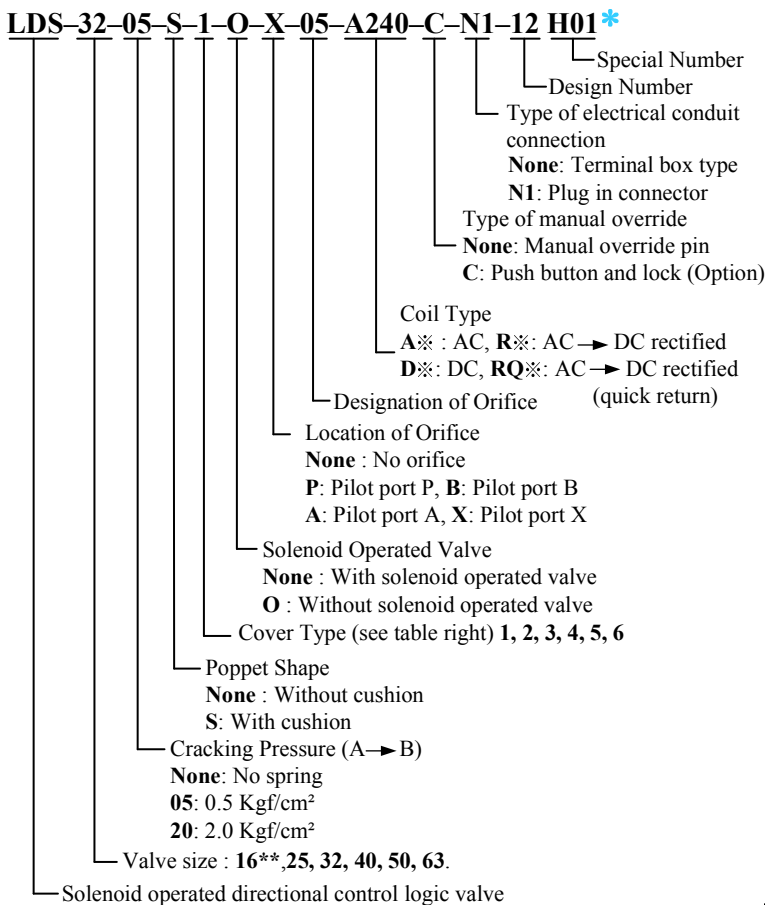 LDS–32–05–S–1–O–X–05–A240–C–N1–12 H01*
Special Number
Design Number
Type of electrical conduit
connection
None: Terminal box type
N1: Plug in connector
Type of manual override
None: Manual override pin
C: Push button and lock (Option)
Coil Type
A※ : AC, R※: AC → DC rectified
D※: DC, RQ※: AC → DC rectified
(quick return)
Designation of Orifice
Location of Orifice
None : No orifice
P: Pilot port P, B: Pilot port B
A: Pilot port A, X: Pilot port X
Solenoid Operated Valve
None : With solenoid operated valve
O : Without solenoid operated valve
Cover Type (see table right) 1, 2, 3, 4, 5, 6
Poppet Shape
None : Without cushion
S: With cushion
Cracking Pressure (A→B)
None: No spring
05: 0.5 Kgf/cm²
20: 2.0 Kgf/cm²
Valve size : 16**,25, 32, 40, 50, 63.
Solenoid operated directional control logic valve